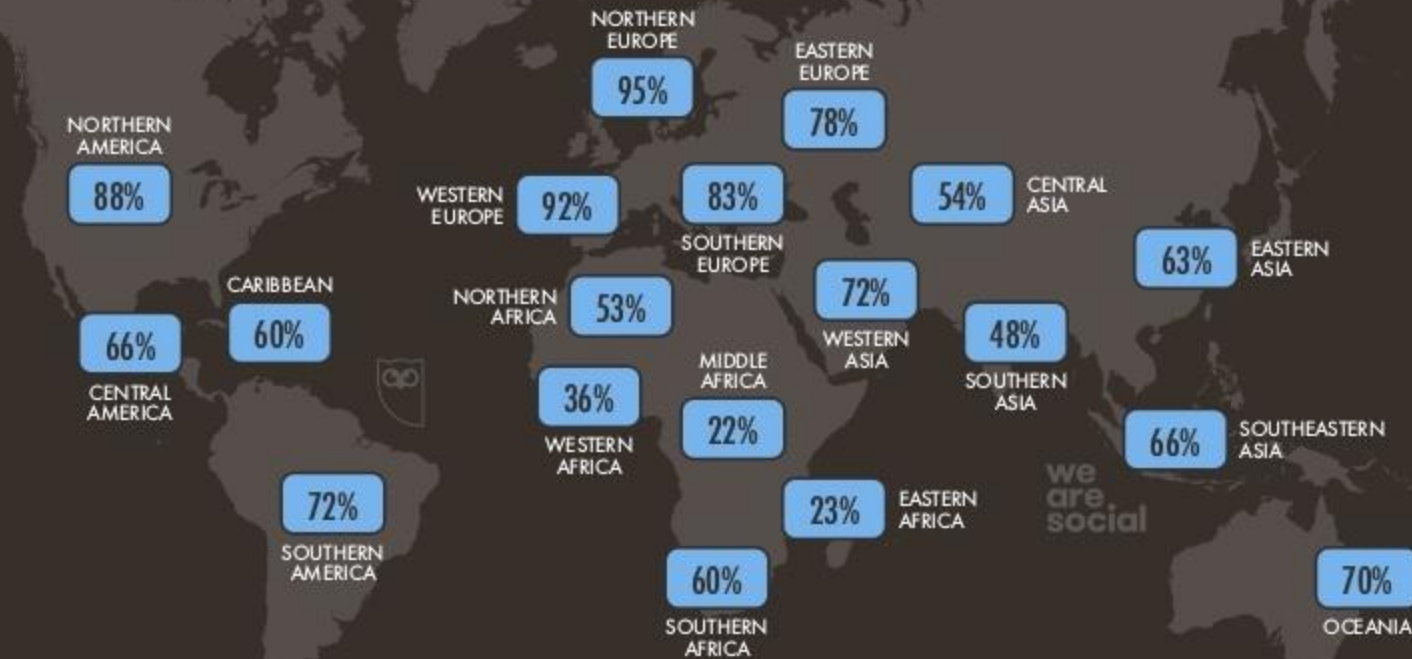 NORTHERN
EUROPE
95%
EASTERN
EUROPE
78%
NORTHERN
AMERICA
88%
WESTERN
EUROPE
92%
83%
SOUTHERN
EUROPE
54%
CENTRAL
ASIA
63%
EASTERN
ASIA
CARIBBEAN
60%
66%
CENTRAL
AMERICA
NORTHERN
AFRICA
53%
72%
WESTERN
ASIA
48%
SOUTHERN
ASIA
36%
WESTERN
AFRICA
MIDDLE
AFRICA
22%
66%
SOUTHEASTERN
ASIA
we
are
social
72%
SOUTHERN
AMERICA
23%
EASTERN
AFRICA
60%
SOUTHERN
AFRICA
70%
OCEANIA